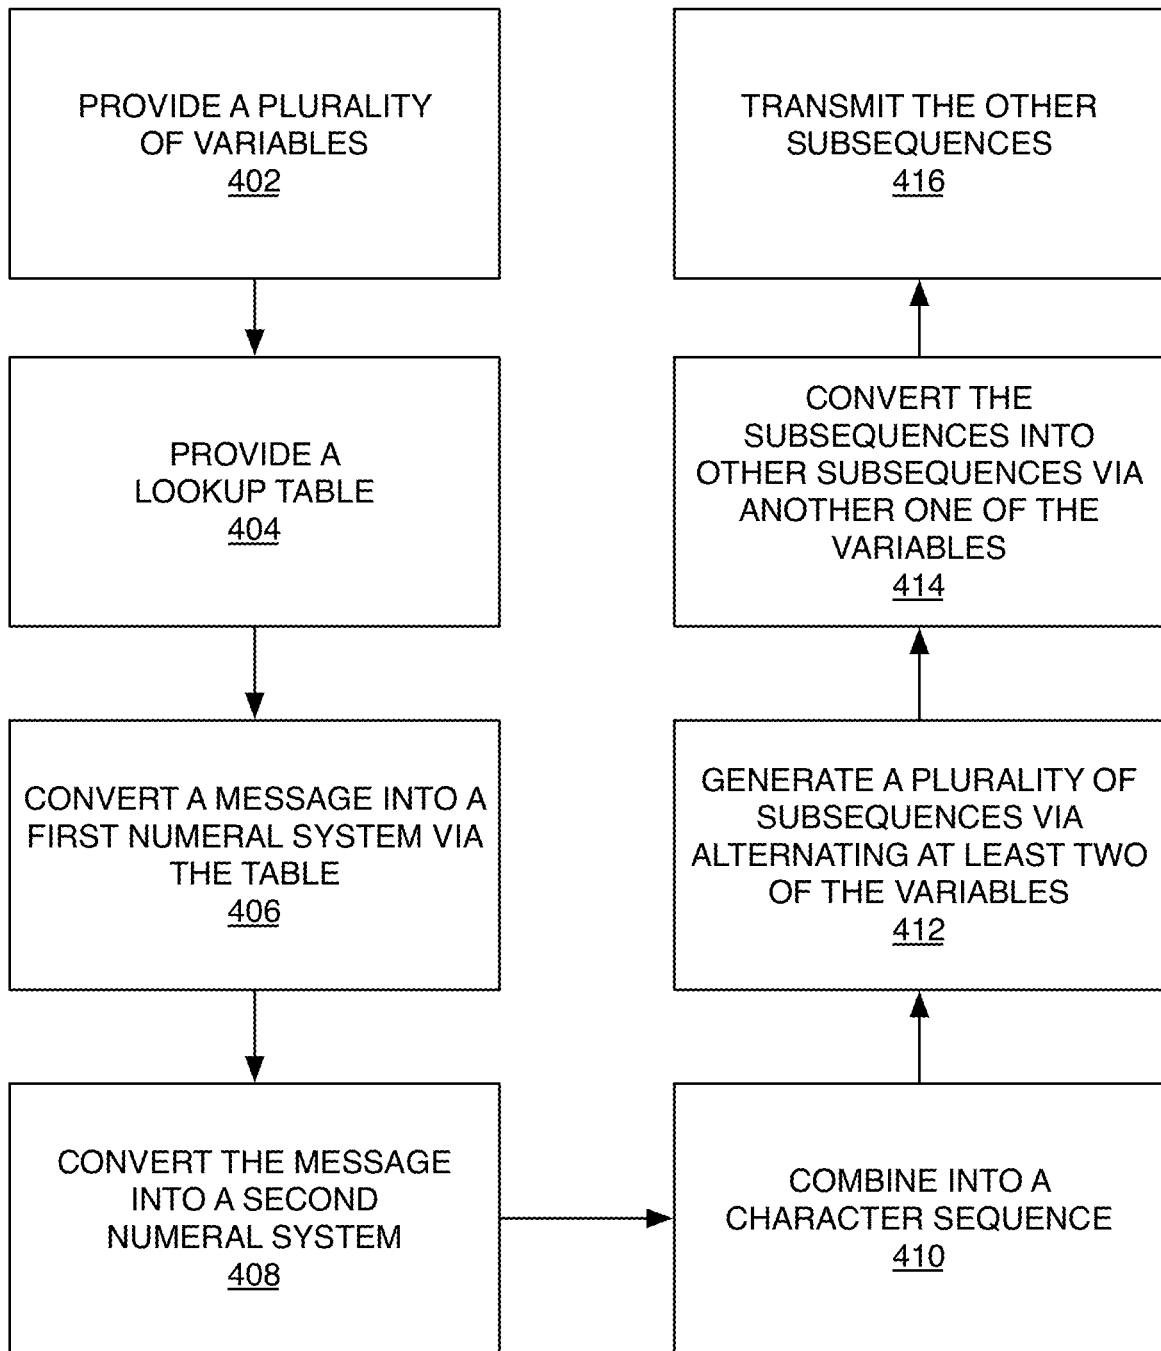 PROVIDE A PLURALITY
OF VARIABLES
402
PROVIDE A
LOOKUP TABLE
404
CONVERT A MESSAGE INTO A
FIRST NUMERAL SYSTEM VIA
THE TABLE
406
CONVERT THE MESSAGE
INTO A SECOND
NUMERAL SYSTEM
408
COMBINE INTO A
CHARACTER SEQUENCE
410
GENERATE A PLURALITY OF
SUBSEQUENCES VIA
ALTERNATING AT LEAST TWO
OF THE VARIABLES
412
CONVERT THE
SUBSEQUENCES INTO
OTHER SUBSEQUENCES VIA
ANOTHER ONE OF THE
VARIABLES
414
TRANSMIT THE OTHER
SUBSEQUENCES
416